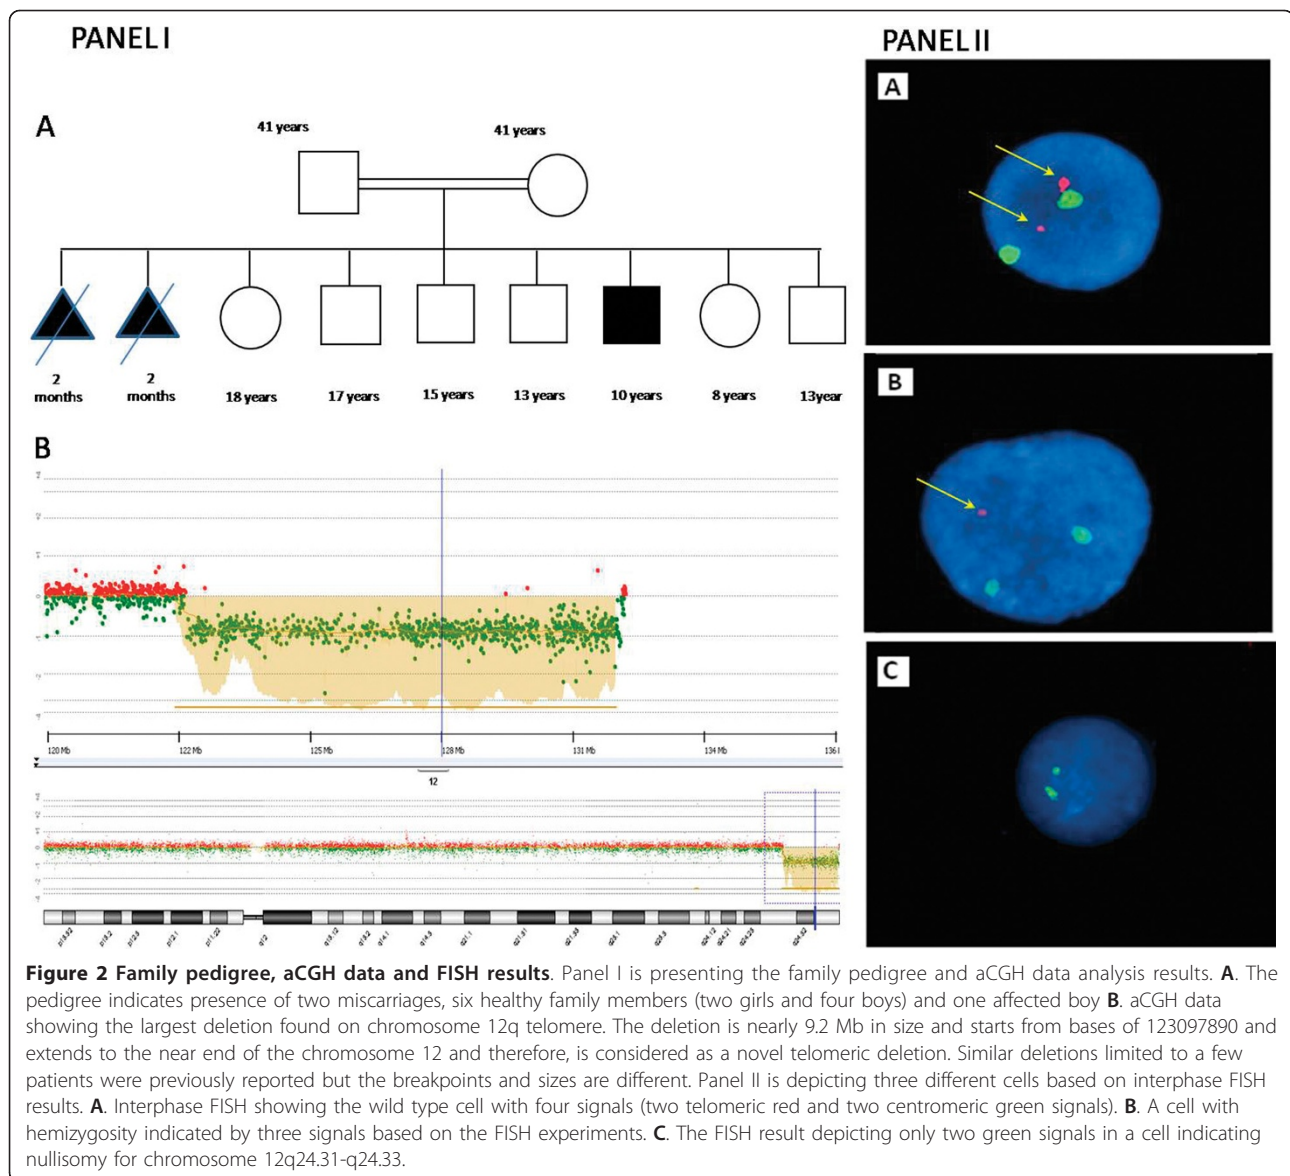 PANEL I
PANEL II
A
41 years
41 years
2 months
2 months
18 years
17 years
15 years
13 years
10 years
8 years
13year
B
120 Mb
122 Mb
125 Mb
128 Mb
131 Mb
134 Mb
12
A
B
C
Figure 2 Family pedigree, aCGH data and FISH results. Panel I is presenting the family pedigree and aCGH data analysis results. A. The
pedigree indicates presence of two miscarriages, six healthy family members (two girls and four boys) and one affected boy B. aCGH data
showing the largest deletion found on chromosome 12q telomere. The deletion is nearly 9.2 Mb in size and starts from bases of 123097890 and
extends to the near end of the chromosome 12 and therefore, is considered as a novel telomeric deletion. Similar deletions limited to a few
patients were previously reported but the breakpoints and sizes are different. Panel II is depicting three different cells based on interphase FISH
results. A. Interphase FISH showing the wild type cell with four signals (two telomeric red and two centromeric green signals). B. A cell with
hemizygosity indicated by three signals based on the FISH experiments. C. The FISH result depicting only two green signals in a cell indicating
nullisomy for chromosome 12q24.31-q24.33.